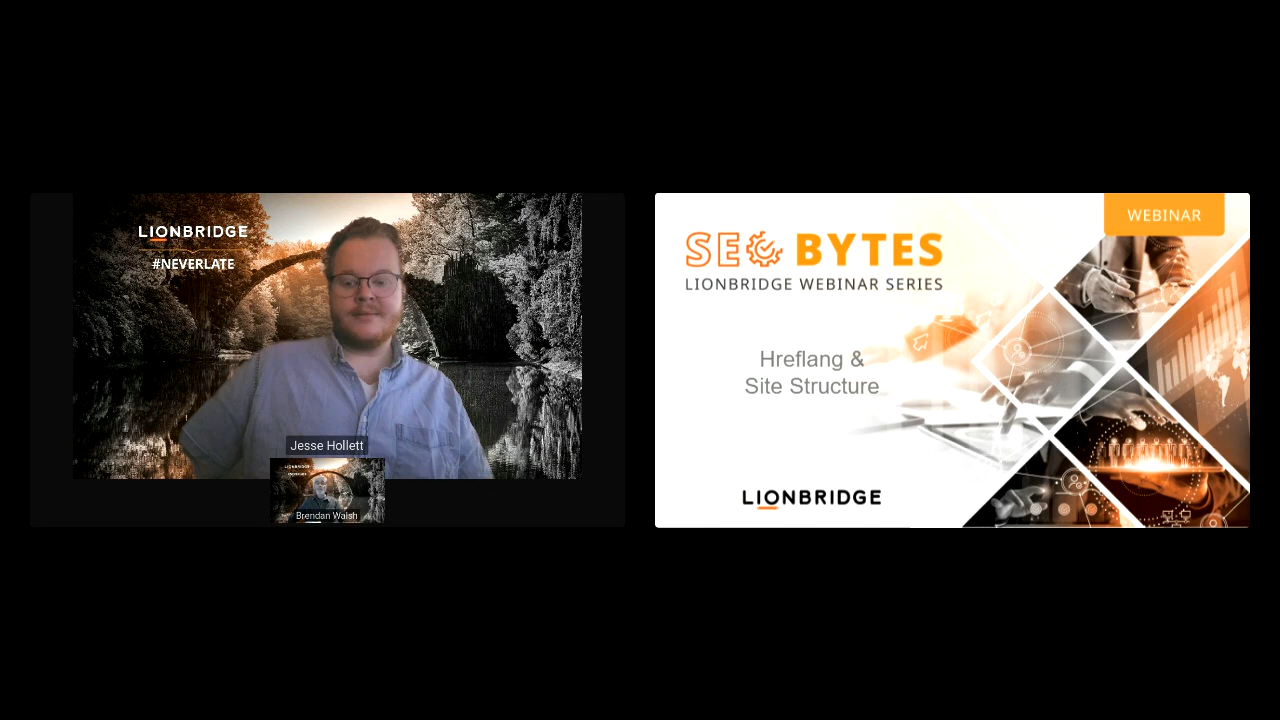 LIONBRIDGE
#NEVERLATE
Jesse Hollett
Brendan Walsh
WEBINAR
SEO BYTES
LIONBRIDGE WEBINAR SERIES
Hreflang &
Site Structure
LIONBRIDGE